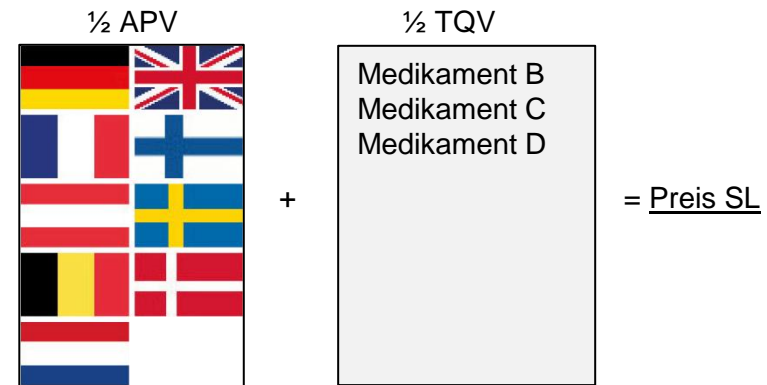 ½ APV
½ TQV
Medikament B
Medikament C
Medikament D
+
= Preis SL